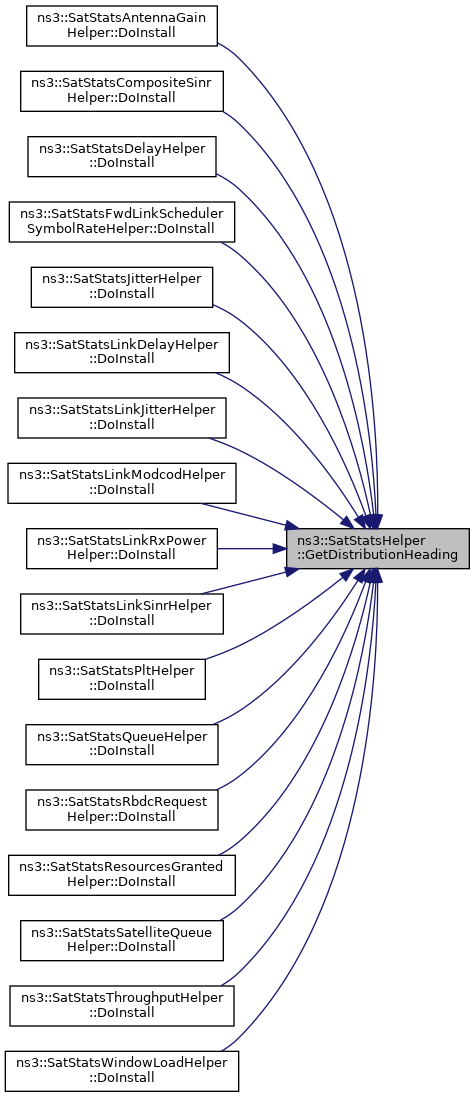 ns3::SatStatsAntennaGain
Helper::DoInstall
ns3::SatStatsCompositeSinr
Helper::DoInstall
ns3::SatStatsDelayHelper
::DoInstall
ns3::SatStatsFwdLinkScheduler
SymbolRateHelper::DoInstall
ns3::SatStatsJitterHelper
::DoInstall
ns3::SatStatsLinkDelayHelper
::DoInstall
ns3::SatStatsLinkJitterHelper
::DoInstall
ns3::SatStatsLinkModcodHelper
::DoInstall
ns3::SatStatsLinkRxPower
Helper::DoInstall
ns3::SatStatsHelper
::GetDistributionHeading
ns3::SatStatsLinkSinrHelper
::DoInstall
ns3::SatStatsPltHelper
::DoInstall
ns3::SatStatsQueueHelper
::DoInstall
ns3::SatStatsRbdcRequest
Helper::DoInstall
ns3::SatStatsResourcesGranted
Helper::DoInstall
ns3::SatStatsSatelliteQueue
Helper::DoInstall
ns3::SatStatsThroughputHelper
::DoInstall
ns3::SatStatsWindowLoadHelper
::DoInstall